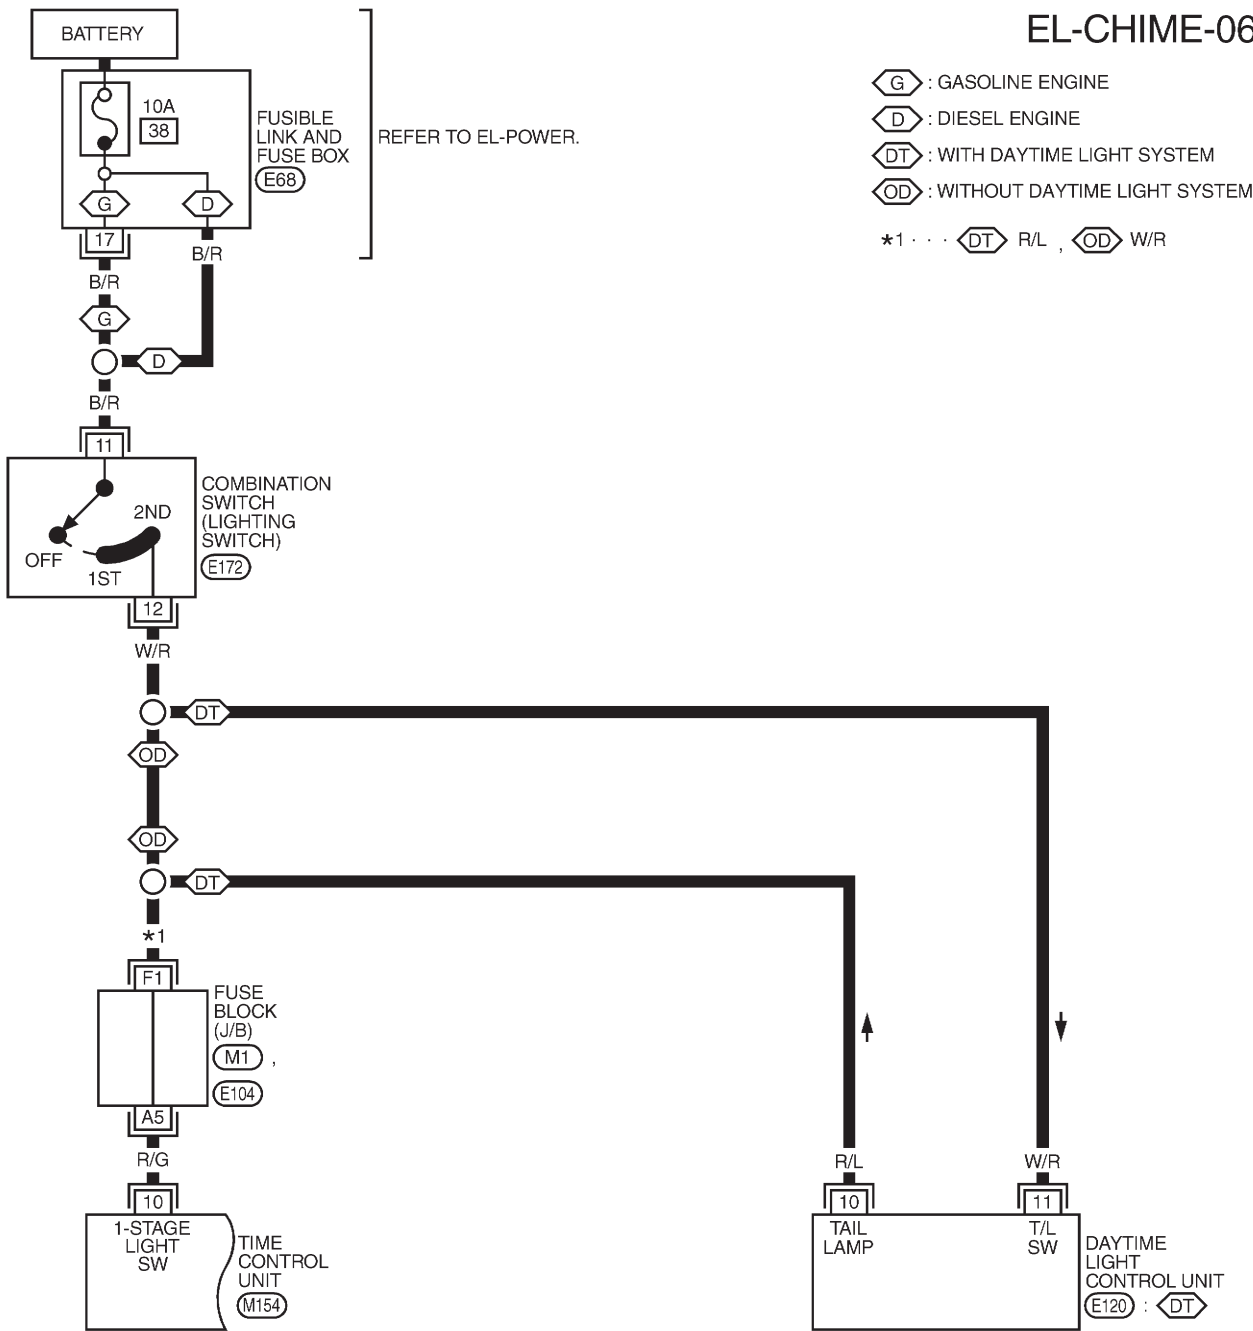 EL-CHIME-06
BATTERY
10A
38
FUSIBLE
LINK AND
FUSE BOX
E68
REFER TO EL-POWER.
G : GASOLINE ENGINE
D : DIESEL ENGINE
DT : WITH DAYTIME LIGHT SYSTEM
OD : WITHOUT DAYTIME LIGHT SYSTEM
*1 · · · DT R/L , OD W/R
G
D
17
B/R
B/R
G
D
B/R
11
COMBINATION
SWITCH
(LIGHTING
SWITCH)
E172
OFF
1ST
2ND
12
W/R
DT
OD
OD
DT
*1
F1
FUSE
BLOCK
(J/B)
M1 ,
E104
A5
R/G
10
1-STAGE
LIGHT
SW
TIME
CONTROL
UNIT
M154
R/L
W/R
10
11
TAIL
LAMP
T/L
SW
DAYTIME
LIGHT
CONTROL UNIT
E120 : DT